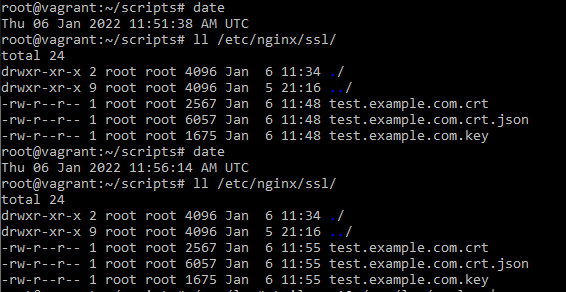 root@vagrant:~/scripts# date
Thu 06 Jan 2022 11:51:38 AM UTC
root@vagrant:~/scripts# ll /etc/nginx/ssl/
total 24
drwxr-xr-x 2 root root 4096 Jan  6 11:34 ./
drwxr-xr-x 9 root root 4096 Jan  5 21:16 ../
-rw-r--r-- 1 root root 2567 Jan  6 11:48 test.example.com.crt
-rw-r--r-- 1 root root 6057 Jan  6 11:48 test.example.com.crt.json
-rw-r--r-- 1 root root 1675 Jan  6 11:48 test.example.com.key
root@vagrant:~/scripts# date
Thu 06 Jan 2022 11:56:14 AM UTC
root@vagrant:~/scripts# ll /etc/nginx/ssl/
total 24
drwxr-xr-x 2 root root 4096 Jan  6 11:34 ./
drwxr-xr-x 9 root root 4096 Jan  5 21:16 ../
-rw-r--r-- 1 root root 2567 Jan  6 11:55 test.example.com.crt
-rw-r--r-- 1 root root 6057 Jan  6 11:55 test.example.com.crt.json
-rw-r--r-- 1 root root 1675 Jan  6 11:55 test.example.com.key